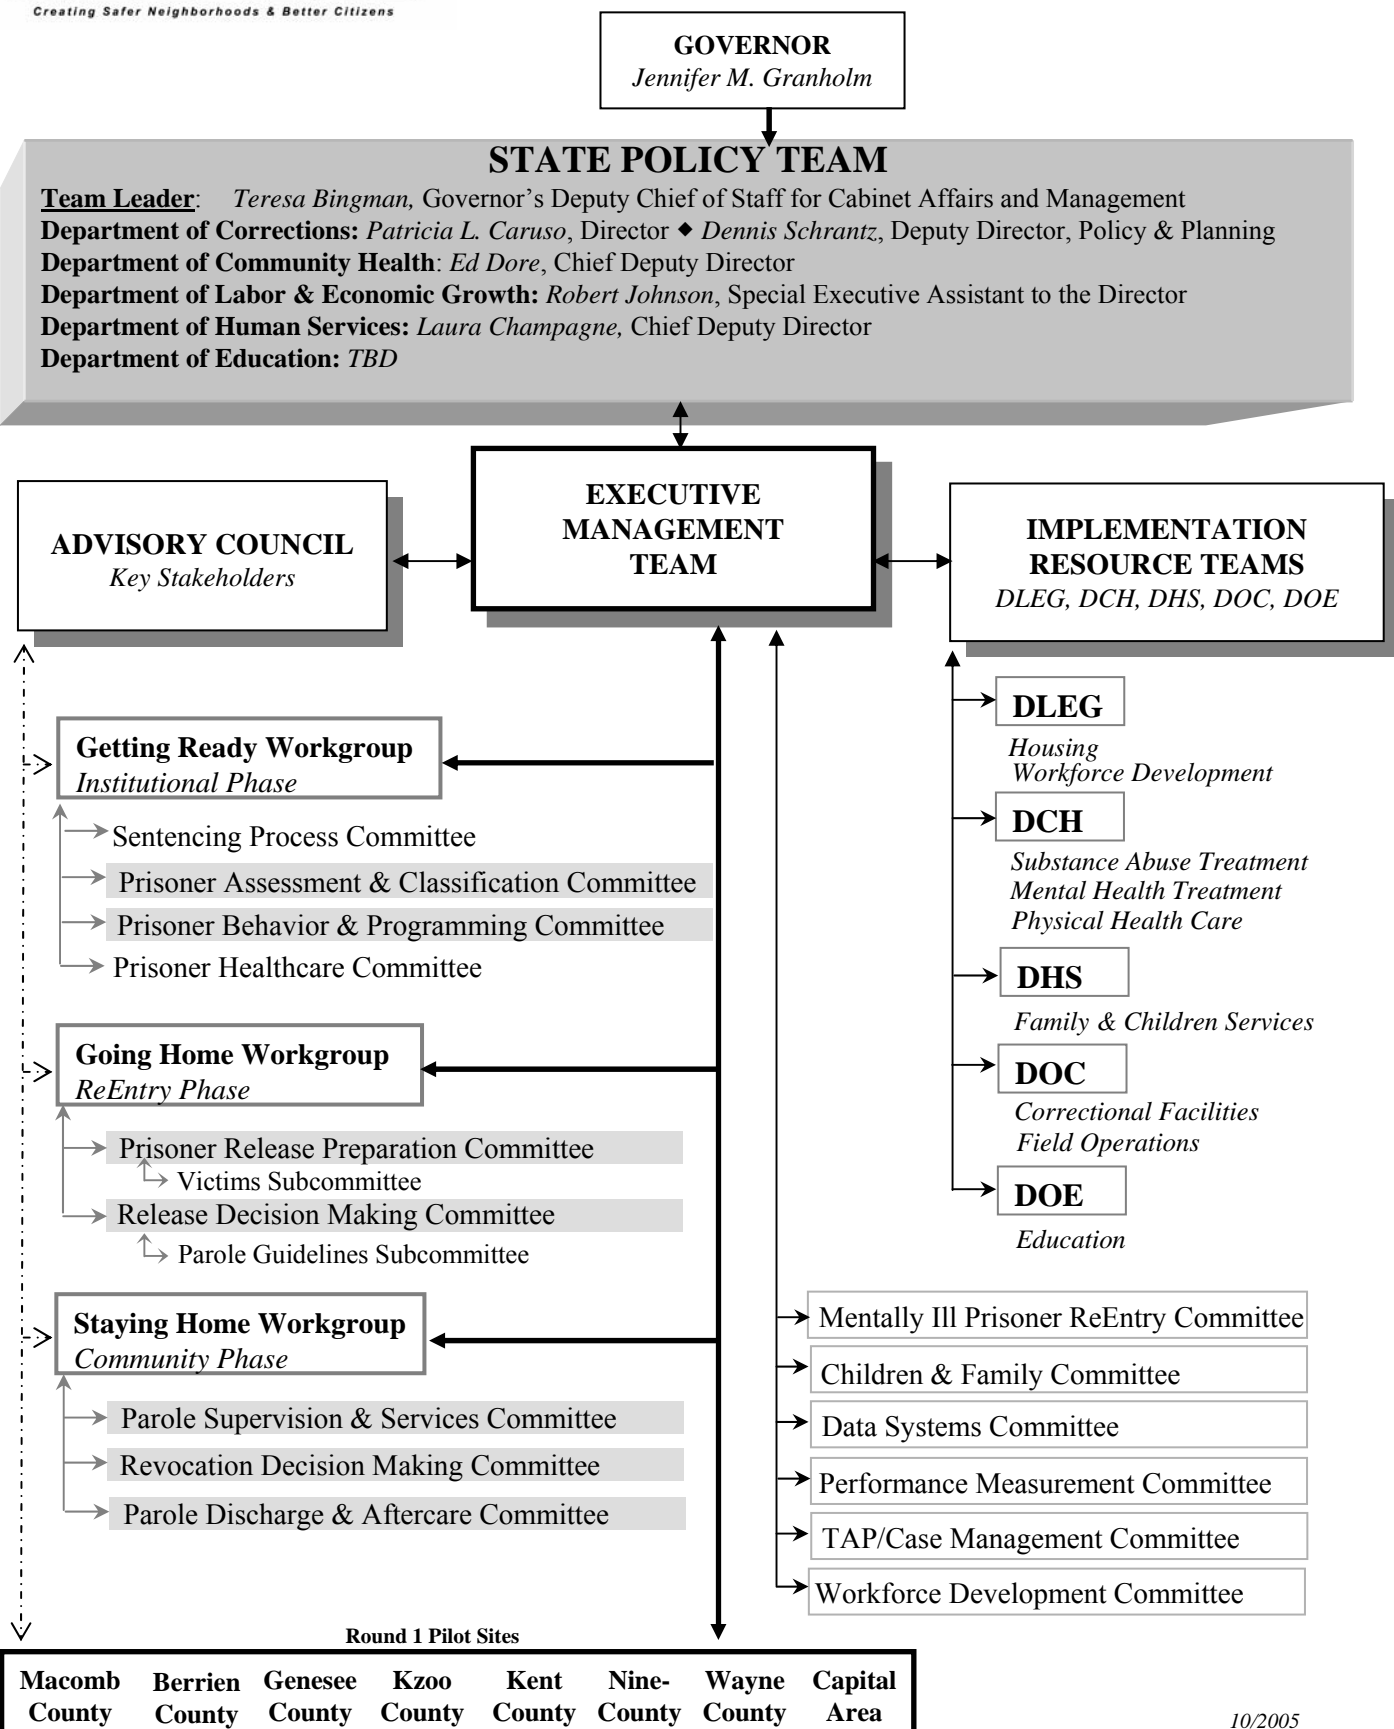 Creating Safer Neighborhoods & Better Citizens
GOVERNOR
Jennifer M. Granholm
STATE POLICY TEAM
Team Leader: Teresa Bingman, Governor’s Deputy Chief of Staff for Cabinet Affairs and Management
Department of Corrections: Patricia L. Caruso, Director ◆ Dennis Schrantz, Deputy Director, Policy & Planning
Department of Community Health: Ed Dore, Chief Deputy Director
Department of Labor & Economic Growth: Robert Johnson, Special Executive Assistant to the Director
Department of Human Services: Laura Champagne, Chief Deputy Director
Department of Education: TBD
ADVISORY COUNCIL
Key Stakeholders
EXECUTIVE
MANAGEMENT
TEAM
IMPLEMENTATION
RESOURCE TEAMS
DLEG, DCH, DHS, DOC, DOE
Getting Ready Workgroup
Institutional Phase
Sentencing Process Committee
Prisoner Assessment & Classification Committee
Prisoner Behavior & Programming Committee
Prisoner Healthcare Committee
Going Home Workgroup
ReEntry Phase
Prisoner Release Preparation Committee
Victims Subcommittee
Release Decision Making Committee
Parole Guidelines Subcommittee
Staying Home Workgroup
Community Phase
Parole Supervision & Services Committee
Revocation Decision Making Committee
Parole Discharge & Aftercare Committee
DLEG
Housing
Workforce Development
DCH
Substance Abuse Treatment
Mental Health Treatment
Physical Health Care
DHS
Family & Children Services
DOC
Correctional Facilities
Field Operations
DOE
Education
Mentally Ill Prisoner ReEntry Committee
Children & Family Committee
Data Systems Committee
Performance Measurement Committee
TAP/Case Management Committee
Workforce Development Committee
Round 1 Pilot Sites
Macomb County
Berrien County
Genesee County
Kzoo County
Kent County
Nine-County
Wayne County
Capital Area
10/2005